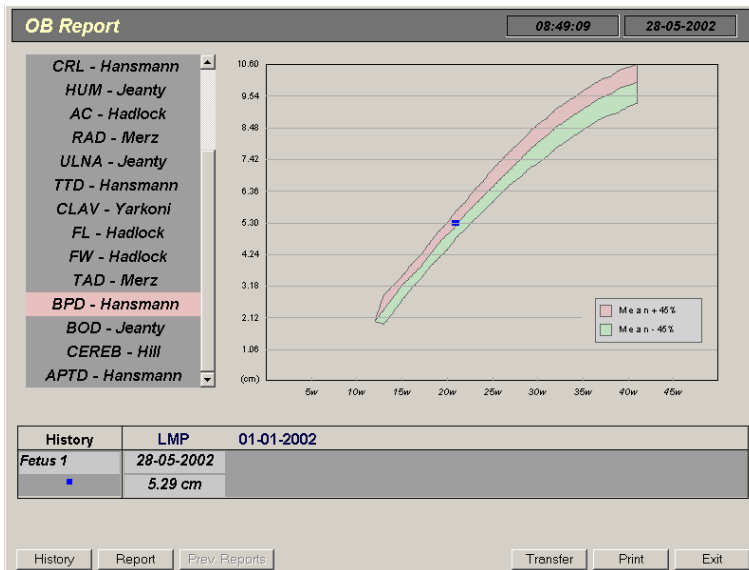 OB Report
08:49:09
28-05-2002
CRL - Hansmann
HUM - Jeanty
AC - Hadlock
RAD - Merz
ULNA - Jeanty
TTD - Hansmann
CLAV - Yarkoni
FL - Hadlock
FW - Hadlock
TAD - Merz
BPD - Hansmann
BOD - Jeanty
CEREB - Hill
APTD - Hansmann
10.60
9.54
8.48
7.42
6.36
5.30
4.24
3.18
2.12
1.06
(cm)
5w 10w 15w 20w 25w 30w 35w 40w 45w
Mean + 45%
Mean - 45%
History LMP 01-01-2002
Fetus 1 28-05-2002
5.29 cm
History Report Prev. Reports Transfer Print Exit